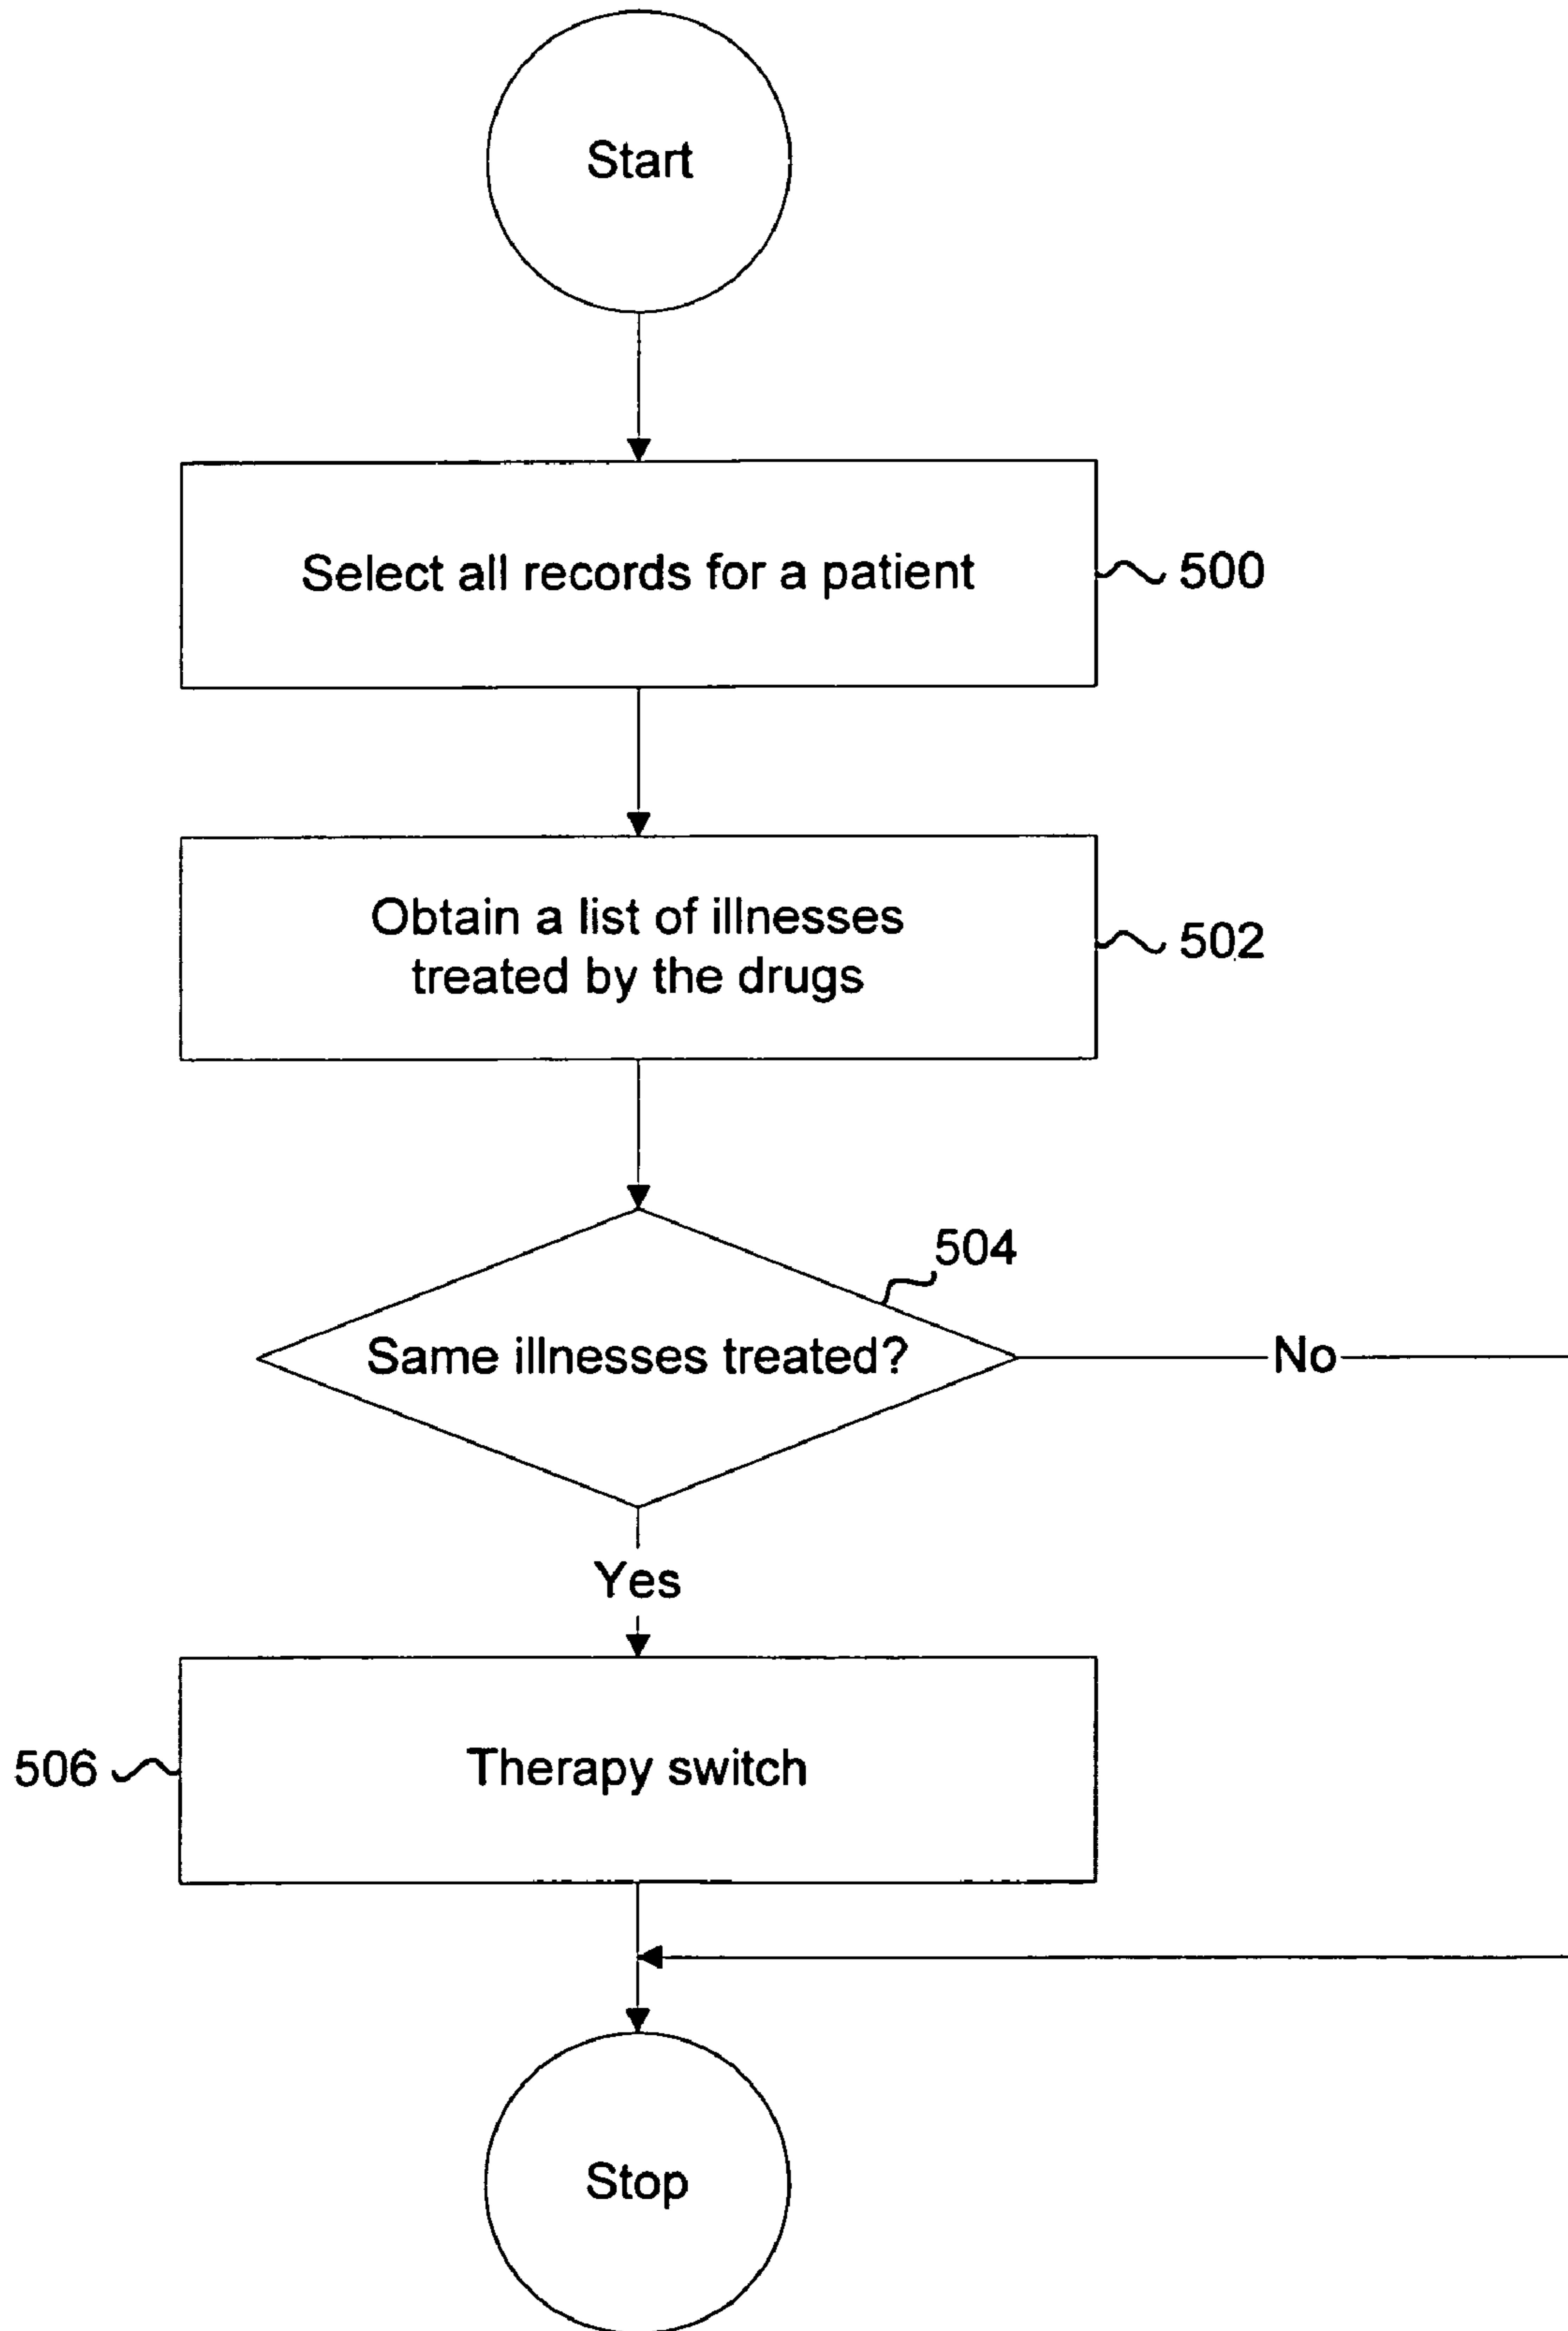 Start
Select all records for a patient
500
Obtain a list of illnesses
treated by the drugs
502
504
Same illnesses treated?
No
Yes
506
Therapy switch
Stop